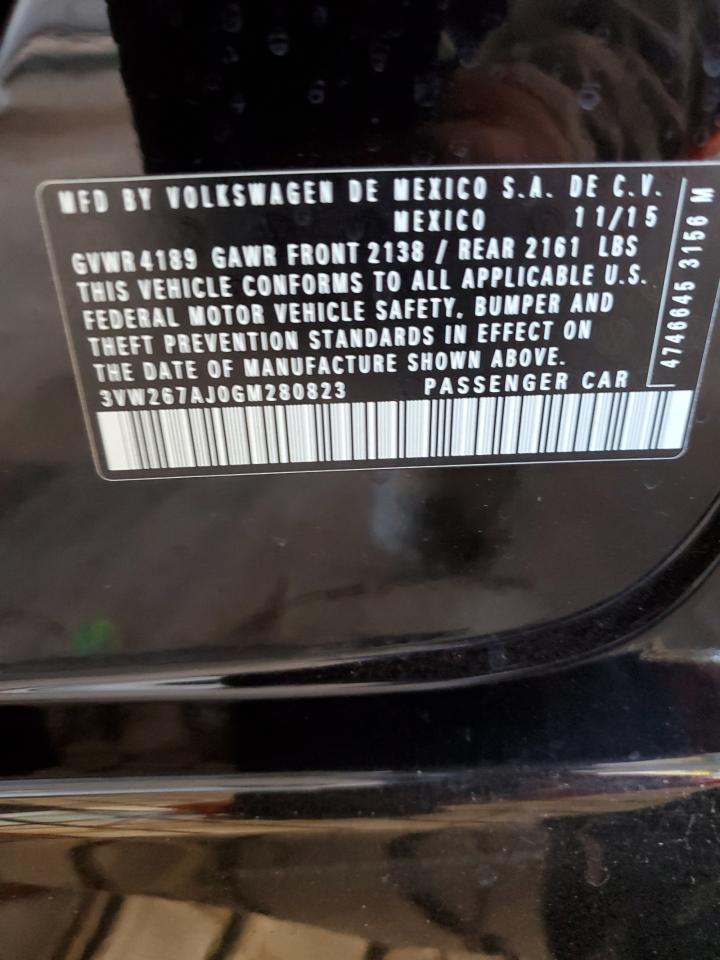 MFD BY VOLKSWAGEN DE MEXICO S.A. DE C.V.
MEXICO 11/15
GVWR 4189 GAWR FRONT 2138 / REAR 2161 LBS
THIS VEHICLE CONFORMS TO ALL APPLICABLE U.S.
FEDERAL MOTOR VEHICLE SAFETY, BUMPER AND
THEFT PREVENTION STANDARDS IN EFFECT ON
THE DATE OF MANUFACTURE SHOWN ABOVE.
3VW267AJ0GM280823 PASSENGER CAR
4746645 3156 M